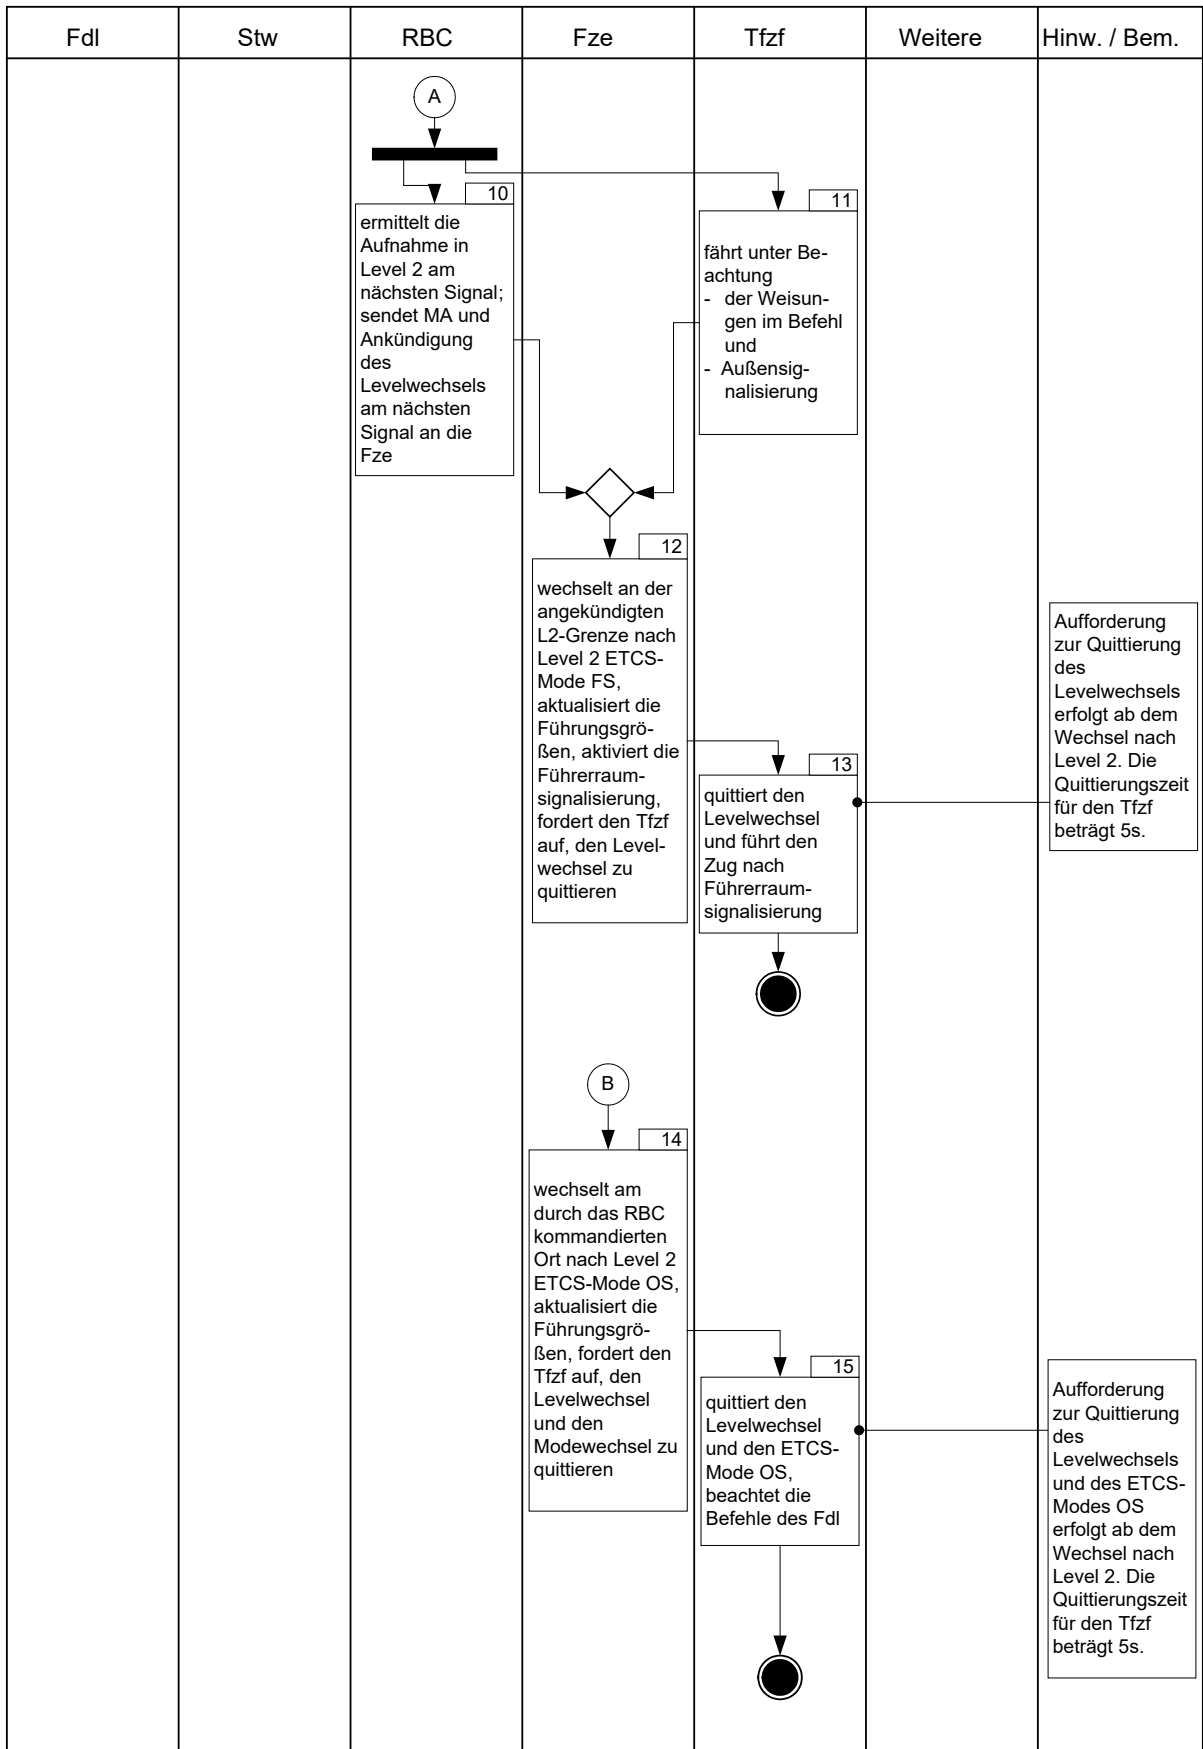 Fdl
Stw
RBC
Fze
Tfzf
Weitere
Hinw. / Bem.
A
10
ermittelt die
Aufnahme in
Level 2 am
nächsten Signal;
sendet MA und
Ankündigung
des
Levelwechsels
am nächsten
Signal an die
Fze
11
fährt unter Be-
achtung
- der Weisun-
gen im Befehl
und
- Außensig-
nalisierung
12
wechselt an der
angekündigten
L2-Grenze nach
Level 2 ETCS-
Mode FS,
aktualisiert die
Führungsgrö-
ßen, aktiviert die
Führerraum-
signalisierung,
fordert den Tfzf
auf, den Level-
wechsel zu
quittieren
13
quittiert den
Levelwechsel
und führt den
Zug nach
Führerraum-
signalisierung
Aufforderung
zur Quittierung
des
Levelwechsels
erfolgt ab dem
Wechsel nach
Level 2. Die
Quittierungszeit
für den Tfzf
beträgt 5s.
B
14
wechselt am
durch das RBC
kommandierten
Ort nach Level 2
ETCS-Mode OS,
aktualisiert die
Führungsgrö-
ßen, fordert den
Tfzf auf, den
Levelwechsel
und den
Modewechsel zu
quittieren
15
quittiert den
Levelwechsel
und den ETCS-
Mode OS,
beachtet die
Befehle des Fdl
Aufforderung
zur Quittierung
des
Levelwechsels
und des ETCS-
Modes OS
erfolgt ab dem
Wechsel nach
Level 2. Die
Quittierungszeit
für den Tfzf
beträgt 5s.